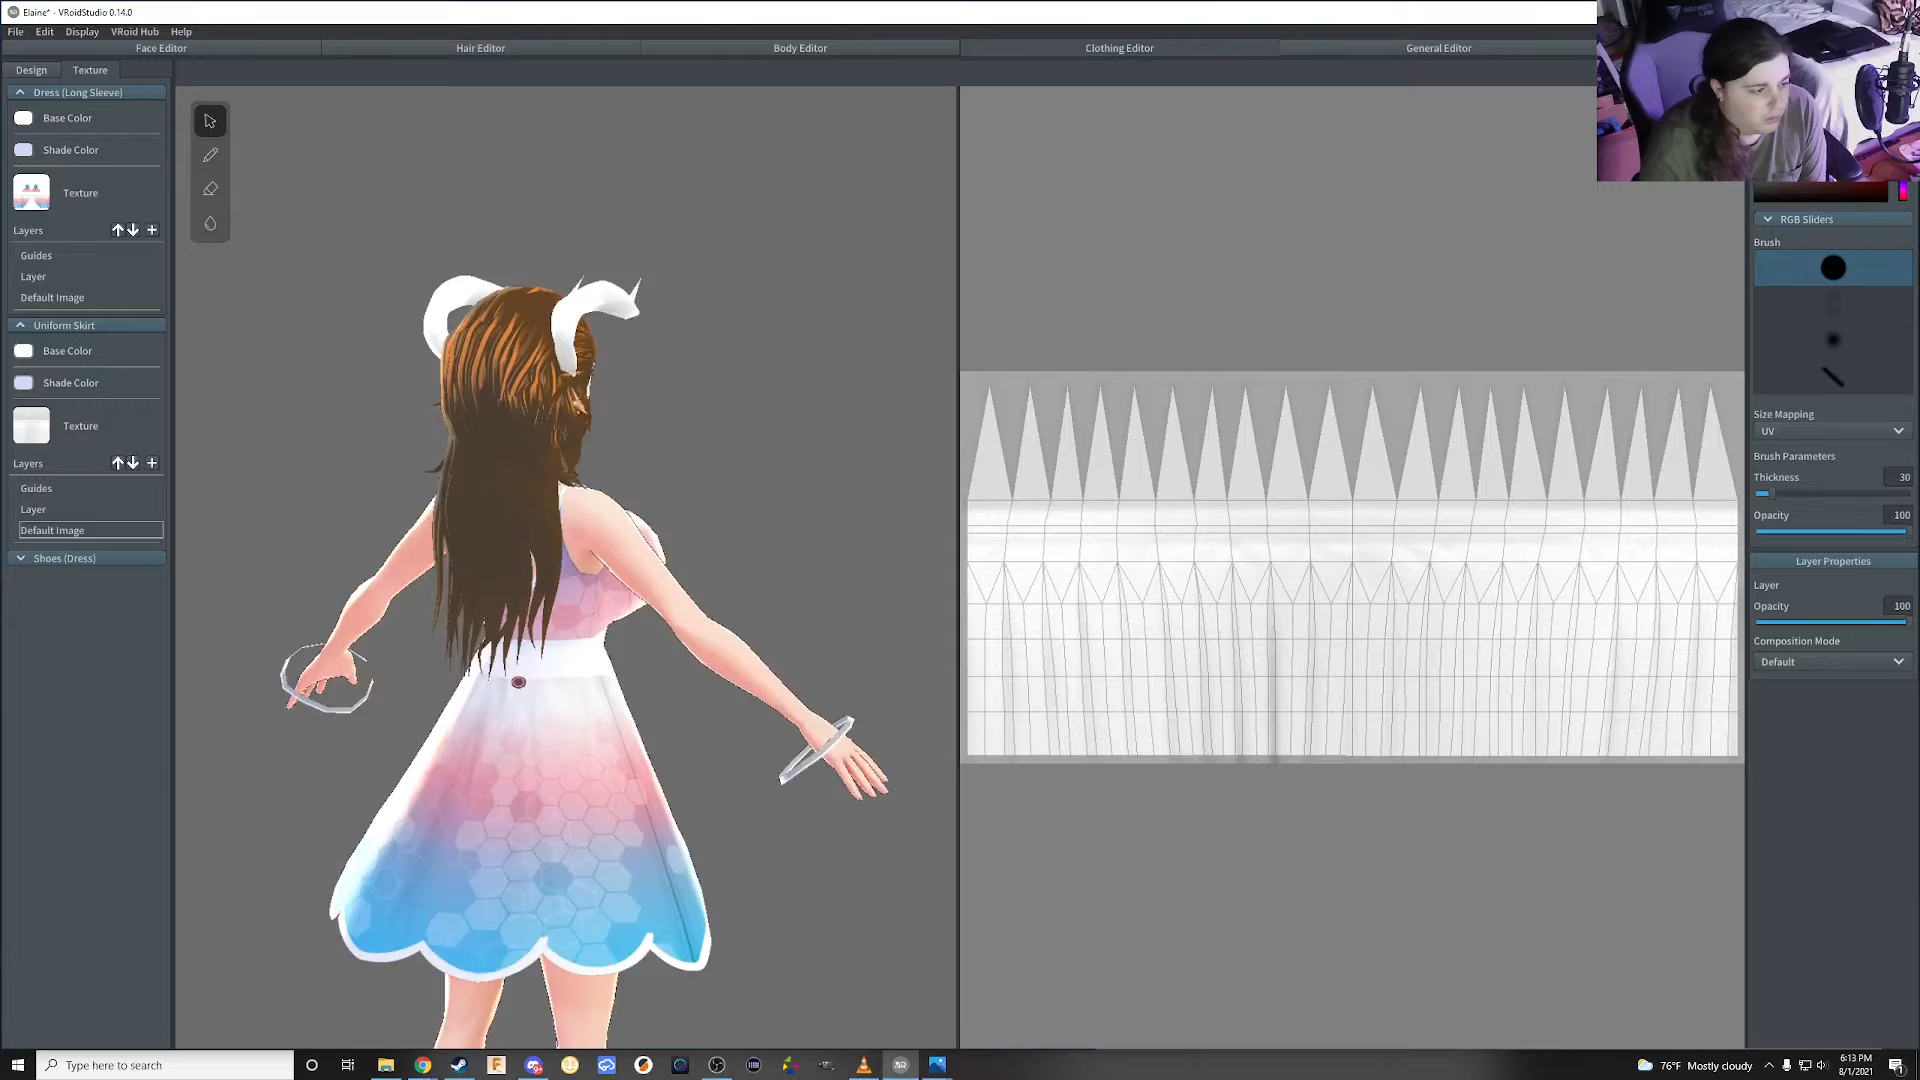 Elaine* - VRoidStudio 0.14.0
File Edit Display VRoid Hub Help
Face Editor Hair Editor Body Editor Clothing Editor General Editor
Design Texture
Dress (Long Sleeve)
Base Color
Shade Color
Texture
Layers
Guides
Layer
Default Image
Uniform Skirt
Base Color
Shade Color
Texture
Layers
Guides
Layer
Default Image
Shoes (Dress)
RGB Sliders
Brush
Size Mapping
UV
Brush Parameters
Thickness 30
Opacity 100
Layer Properties
Layer
Opacity 100
Composition Mode
Default
Type here to search
76°F Mostly cloudy
6:13 PM
8/1/2021